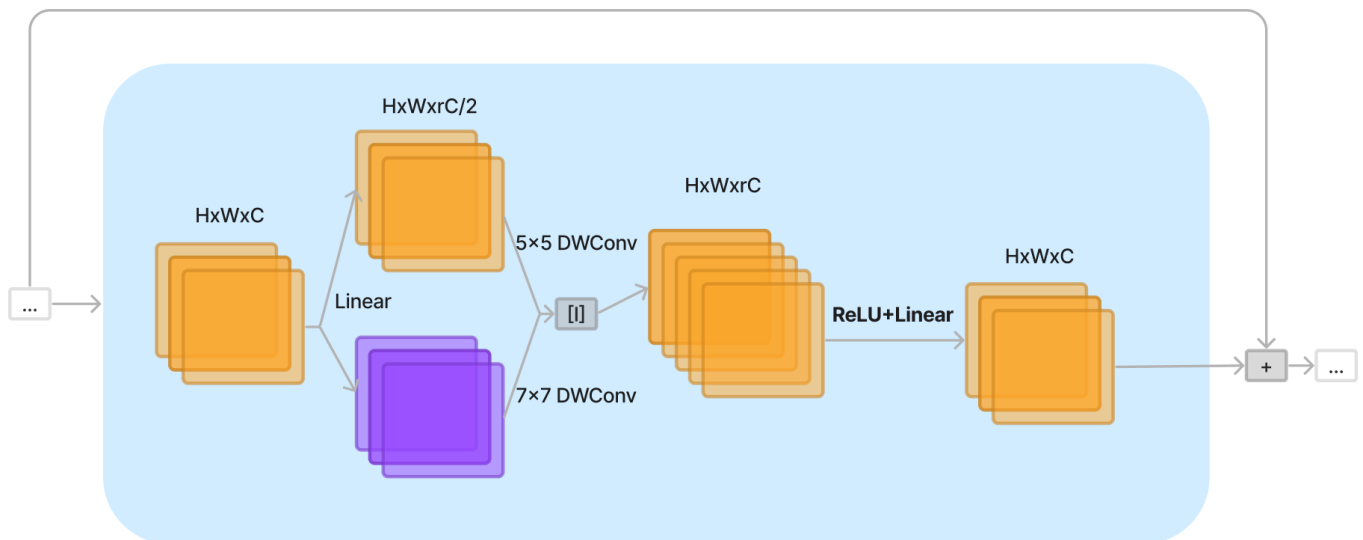 HxWxrC/2
HxWxrC
HxWxC
5×5 DWConv
HxWxC
...
Linear
[I]
ReLU+Linear
+
...
7×7 DWConv